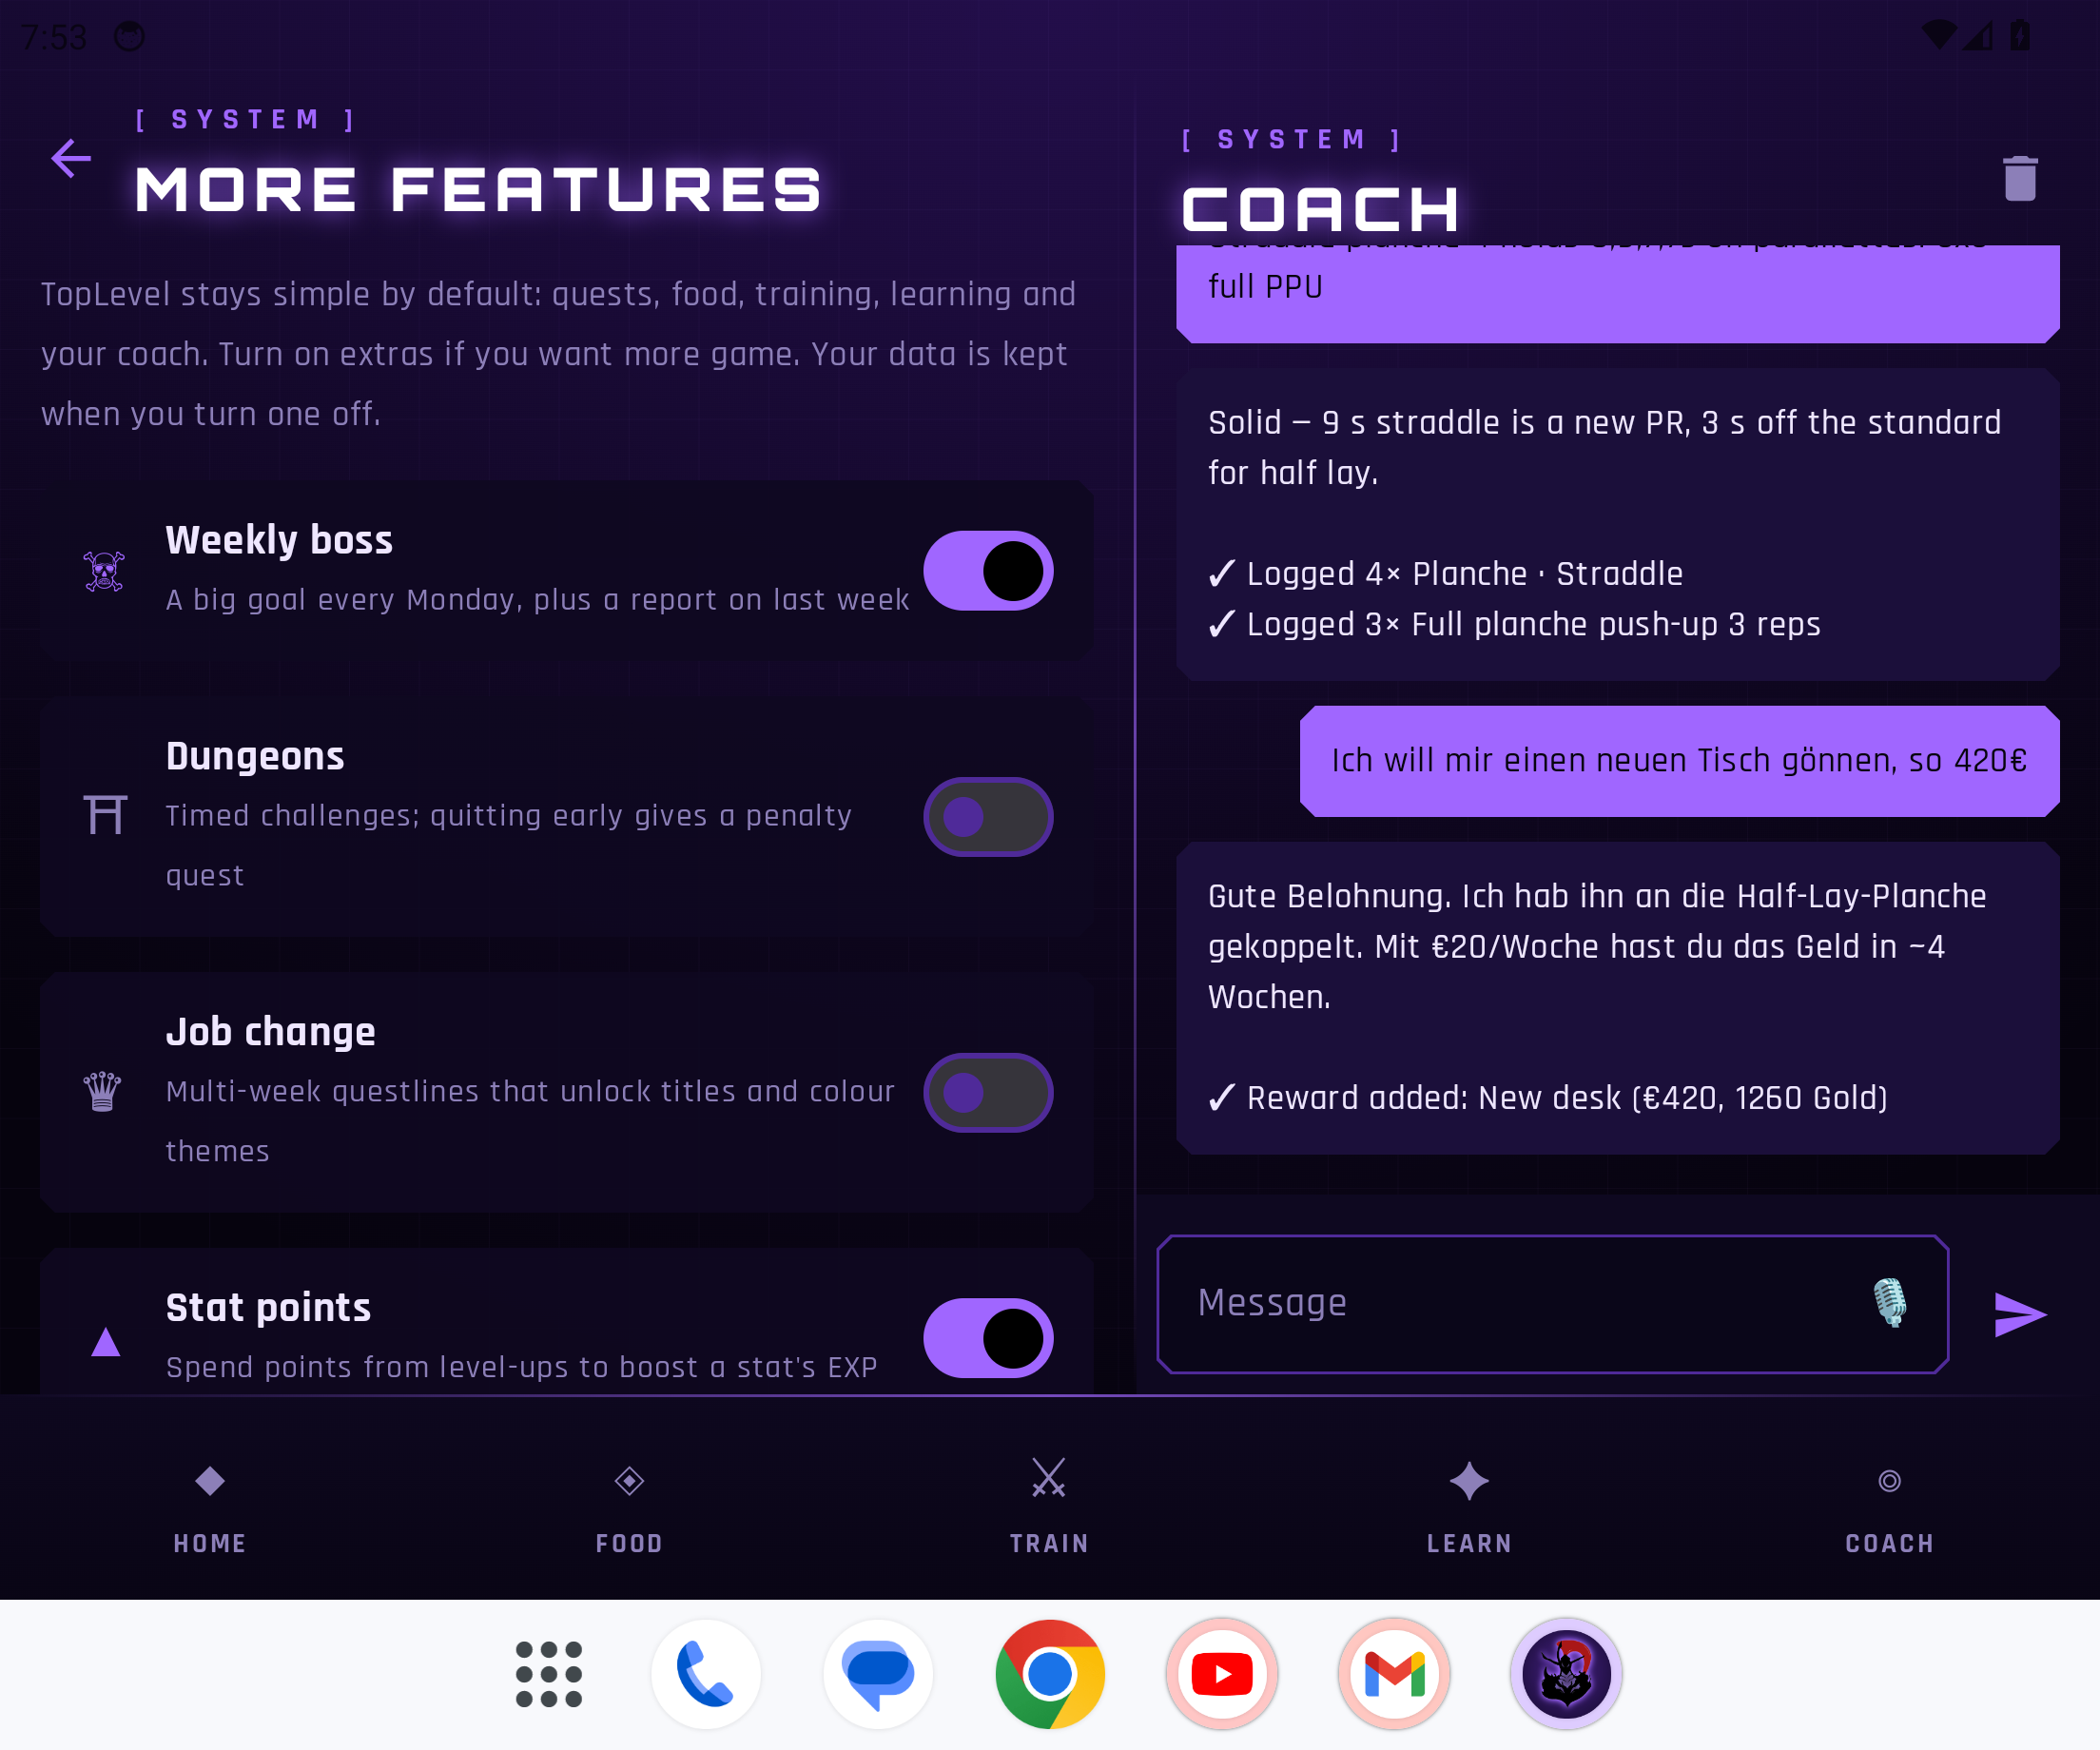 7:53
[ SYSTEM ]
MORE FEATURES
TopLevel stays simple by default: quests, food, training, learning and
your coach. Turn on extras if you want more game. Your data is kept
when you turn one off.
Weekly boss
A big goal every Monday, plus a report on last week
Dungeons
Timed challenges; quitting early gives a penalty
quest
Job change
Multi-week questlines that unlock titles and colour
themes
Stat points
Spend points from level-ups to boost a stat's EXP
[ SYSTEM ]
COACH
full PPU
Solid – 9 s straddle is a new PR, 3 s off the standard
for half lay.
✓ Logged 4× Planche · Straddle
✓ Logged 3× Full planche push-up 3 reps
Ich will mir einen neuen Tisch gönnen, so 420€
Gute Belohnung. Ich hab ihn an die Half-Lay-Planche
gekoppelt. Mit €20/Woche hast du das Geld in ~4
Wochen.
✓ Reward added: New desk (€420, 1260 Gold)
Message
HOME
FOOD
TRAIN
LEARN
COACH